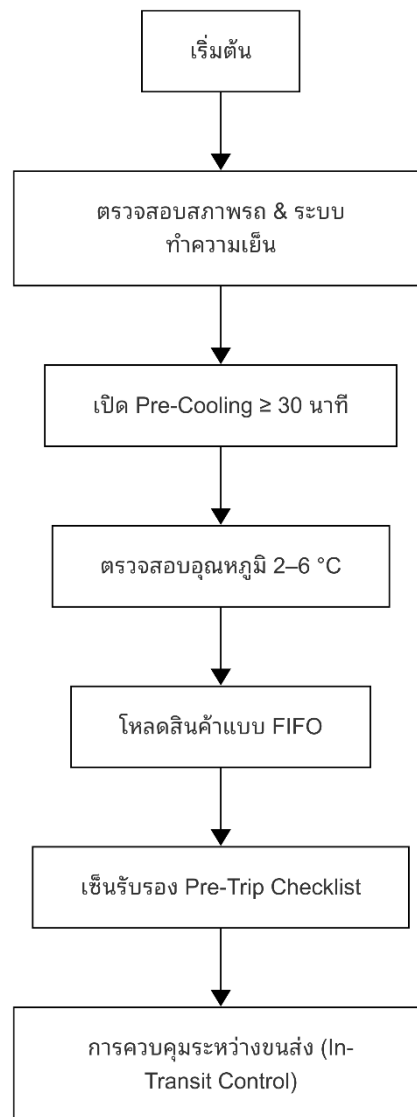 เริ่มต้น
ตรวจสอบสภาพรถ & ระบบ
ทำความเย็น
เปิด Pre-Cooling ≥ 30 นาที
ตรวจสอบอุณหภูมิ 2–6 °C
โหลดสินค้าแบบ FIFO
เซ็นรับรอง Pre-Trip Checklist
การควบคุมระหว่างขนส่ง (In-
Transit Control)